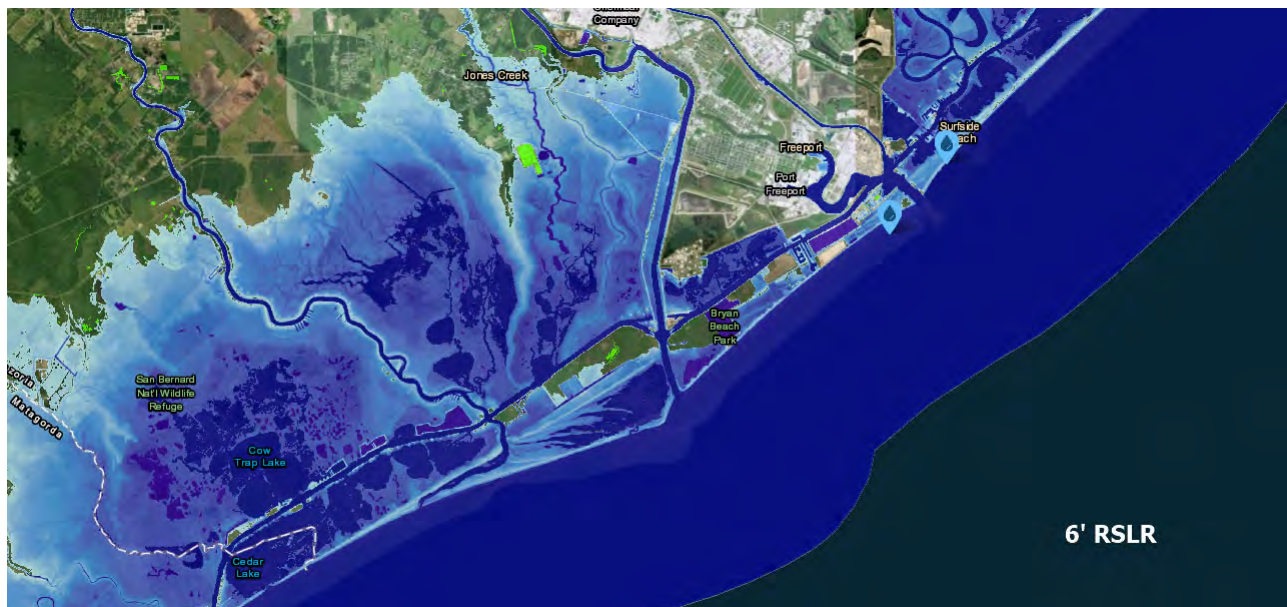 Company
Jones Creek
Surfside
Beach
Freeport
Port
Freeport
Bryan
Beach
Park
San Bernard
Nat'l Wildlife
Refuge
Matagorda
Cow
Trap Lake
6' RSLR
Cedar
Lake